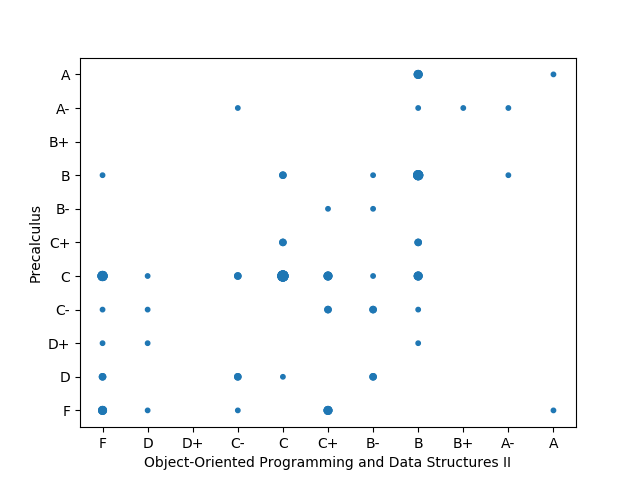 A
A-
B+
B
B-
C+
C
C-
D+
D
F
Precalculus
F D D+ C- C C+ B- B B+ A- A
Object-Oriented Programming and Data Structures II